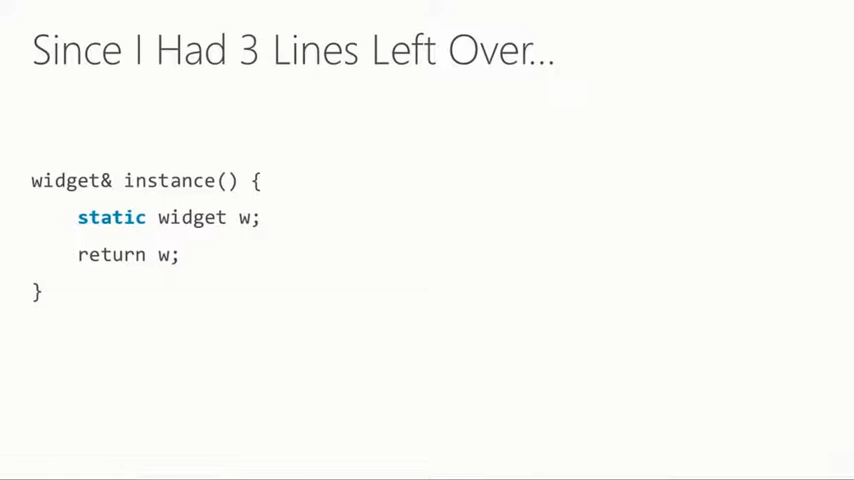 Since I Had 3 Lines Left Over...
widget& instance() {
    static widget w;
    return w;
}